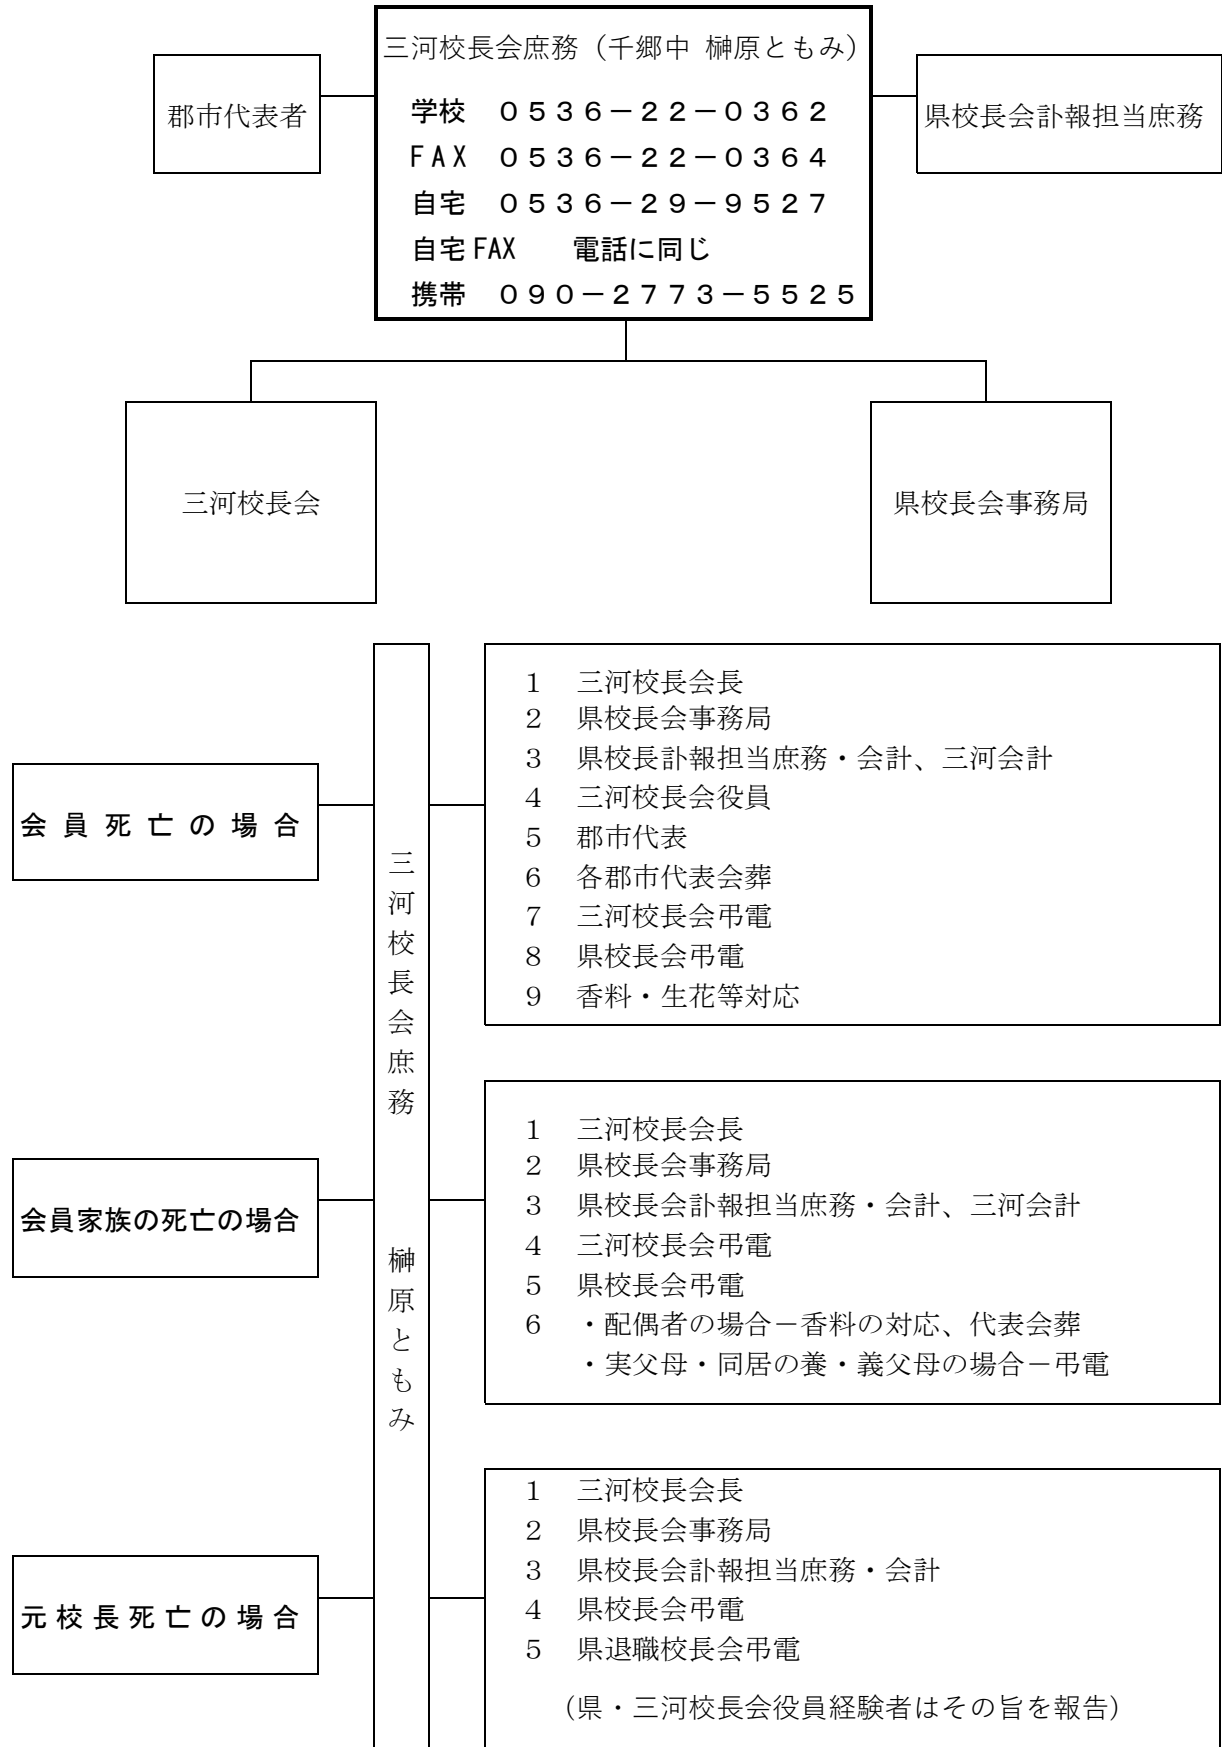 三河校長会庶務（千郷中 榊原ともみ）
学校 ０５３６－２２－０３６２
ＦＡＸ ０５３６－２２－０３６４
自宅 ０５３６－２９－９５２７
自宅FAX 電話に同じ
携帯 ０９０－２７７３－５５２５
郡市代表者
県校長会訃報担当庶務
三河校長会
県校長会事務局
三河校長会庶務 榊原ともみ
会員死亡の場合
１ 三河校長会長
２ 県校長会事務局
３ 県校長訃報担当庶務・会計、三河会計
４ 三河校長会役員
５ 郡市代表
６ 各郡市代表会葬
７ 三河校長会弔電
８ 県校長会弔電
９ 香料・生花等対応
会員家族の死亡の場合
１ 三河校長会長
２ 県校長会事務局
３ 県校長会訃報担当庶務・会計、三河会計
４ 三河校長会弔電
５ 県校長会弔電
６ ・配偶者の場合－香料の対応、代表会葬
・実父母・同居の養・義父母の場合－弔電
元校長死亡の場合
１ 三河校長会長
２ 県校長会事務局
３ 県校長会訃報担当庶務・会計
４ 県校長会弔電
５ 県退職校長会弔電
（県・三河校長会役員経験者はその旨を報告）